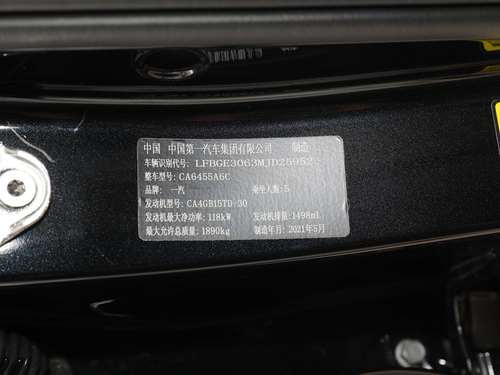 中国 中国第一汽车集团有限公司 制造
车辆识别代号: LFBGE3063MJD25952
整车型号: CA6455A6C
品牌: 一汽 乘坐人数: 5
发动机型号: CA4GB15TD-30
发动机最大净功率: 118kW 发动机排量: 1498mL
最大允许总质量: 1890kg 制造年月: 2021年5月